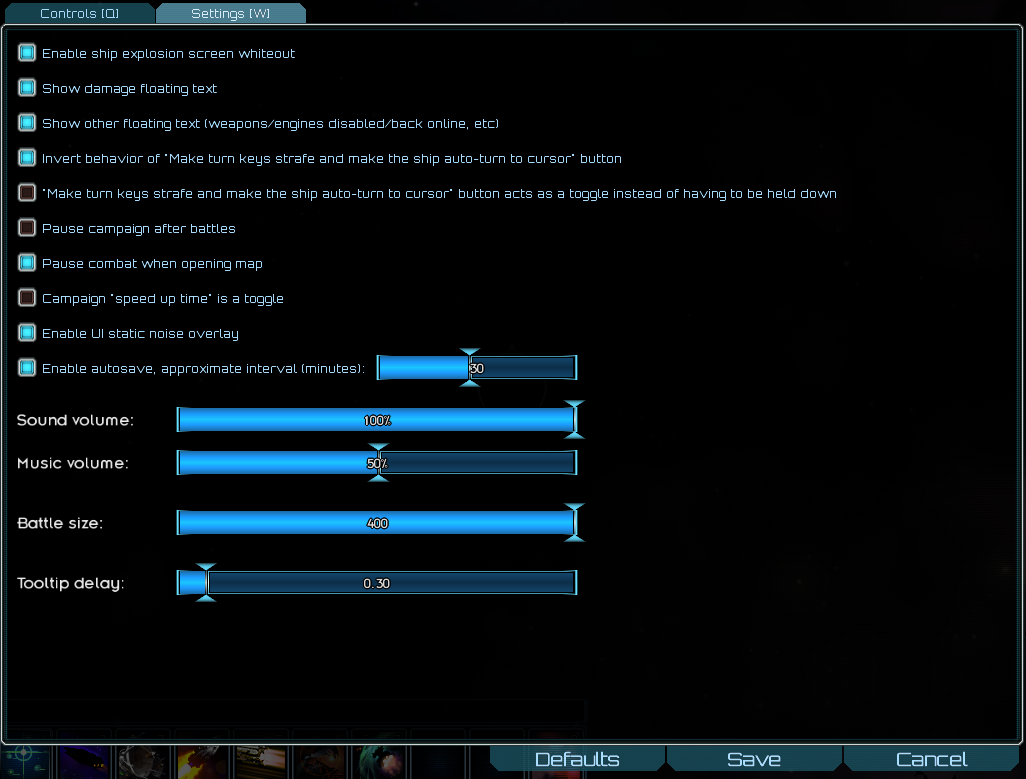 Controls [Q]
Settings [W]
Enable ship explosion screen whiteout
Show damage floating text
Show other floating text (weapons/engines disabled/back online, etc)
Invert behavior of "Make turn keys strafe and make the ship auto-turn to cursor" button
"Make turn keys strafe and make the ship auto-turn to cursor" button acts as a toggle instead of having to be held down
Pause campaign after battles
Pause combat when opening map
Campaign "speed up time" is a toggle
Enable UI static noise overlay
Enable autosave, approximate interval (minutes): 30
Sound volume: 100%
Music volume: 50%
Battle size: 400
Tooltip delay: 0.30
Defaults
Save
Cancel